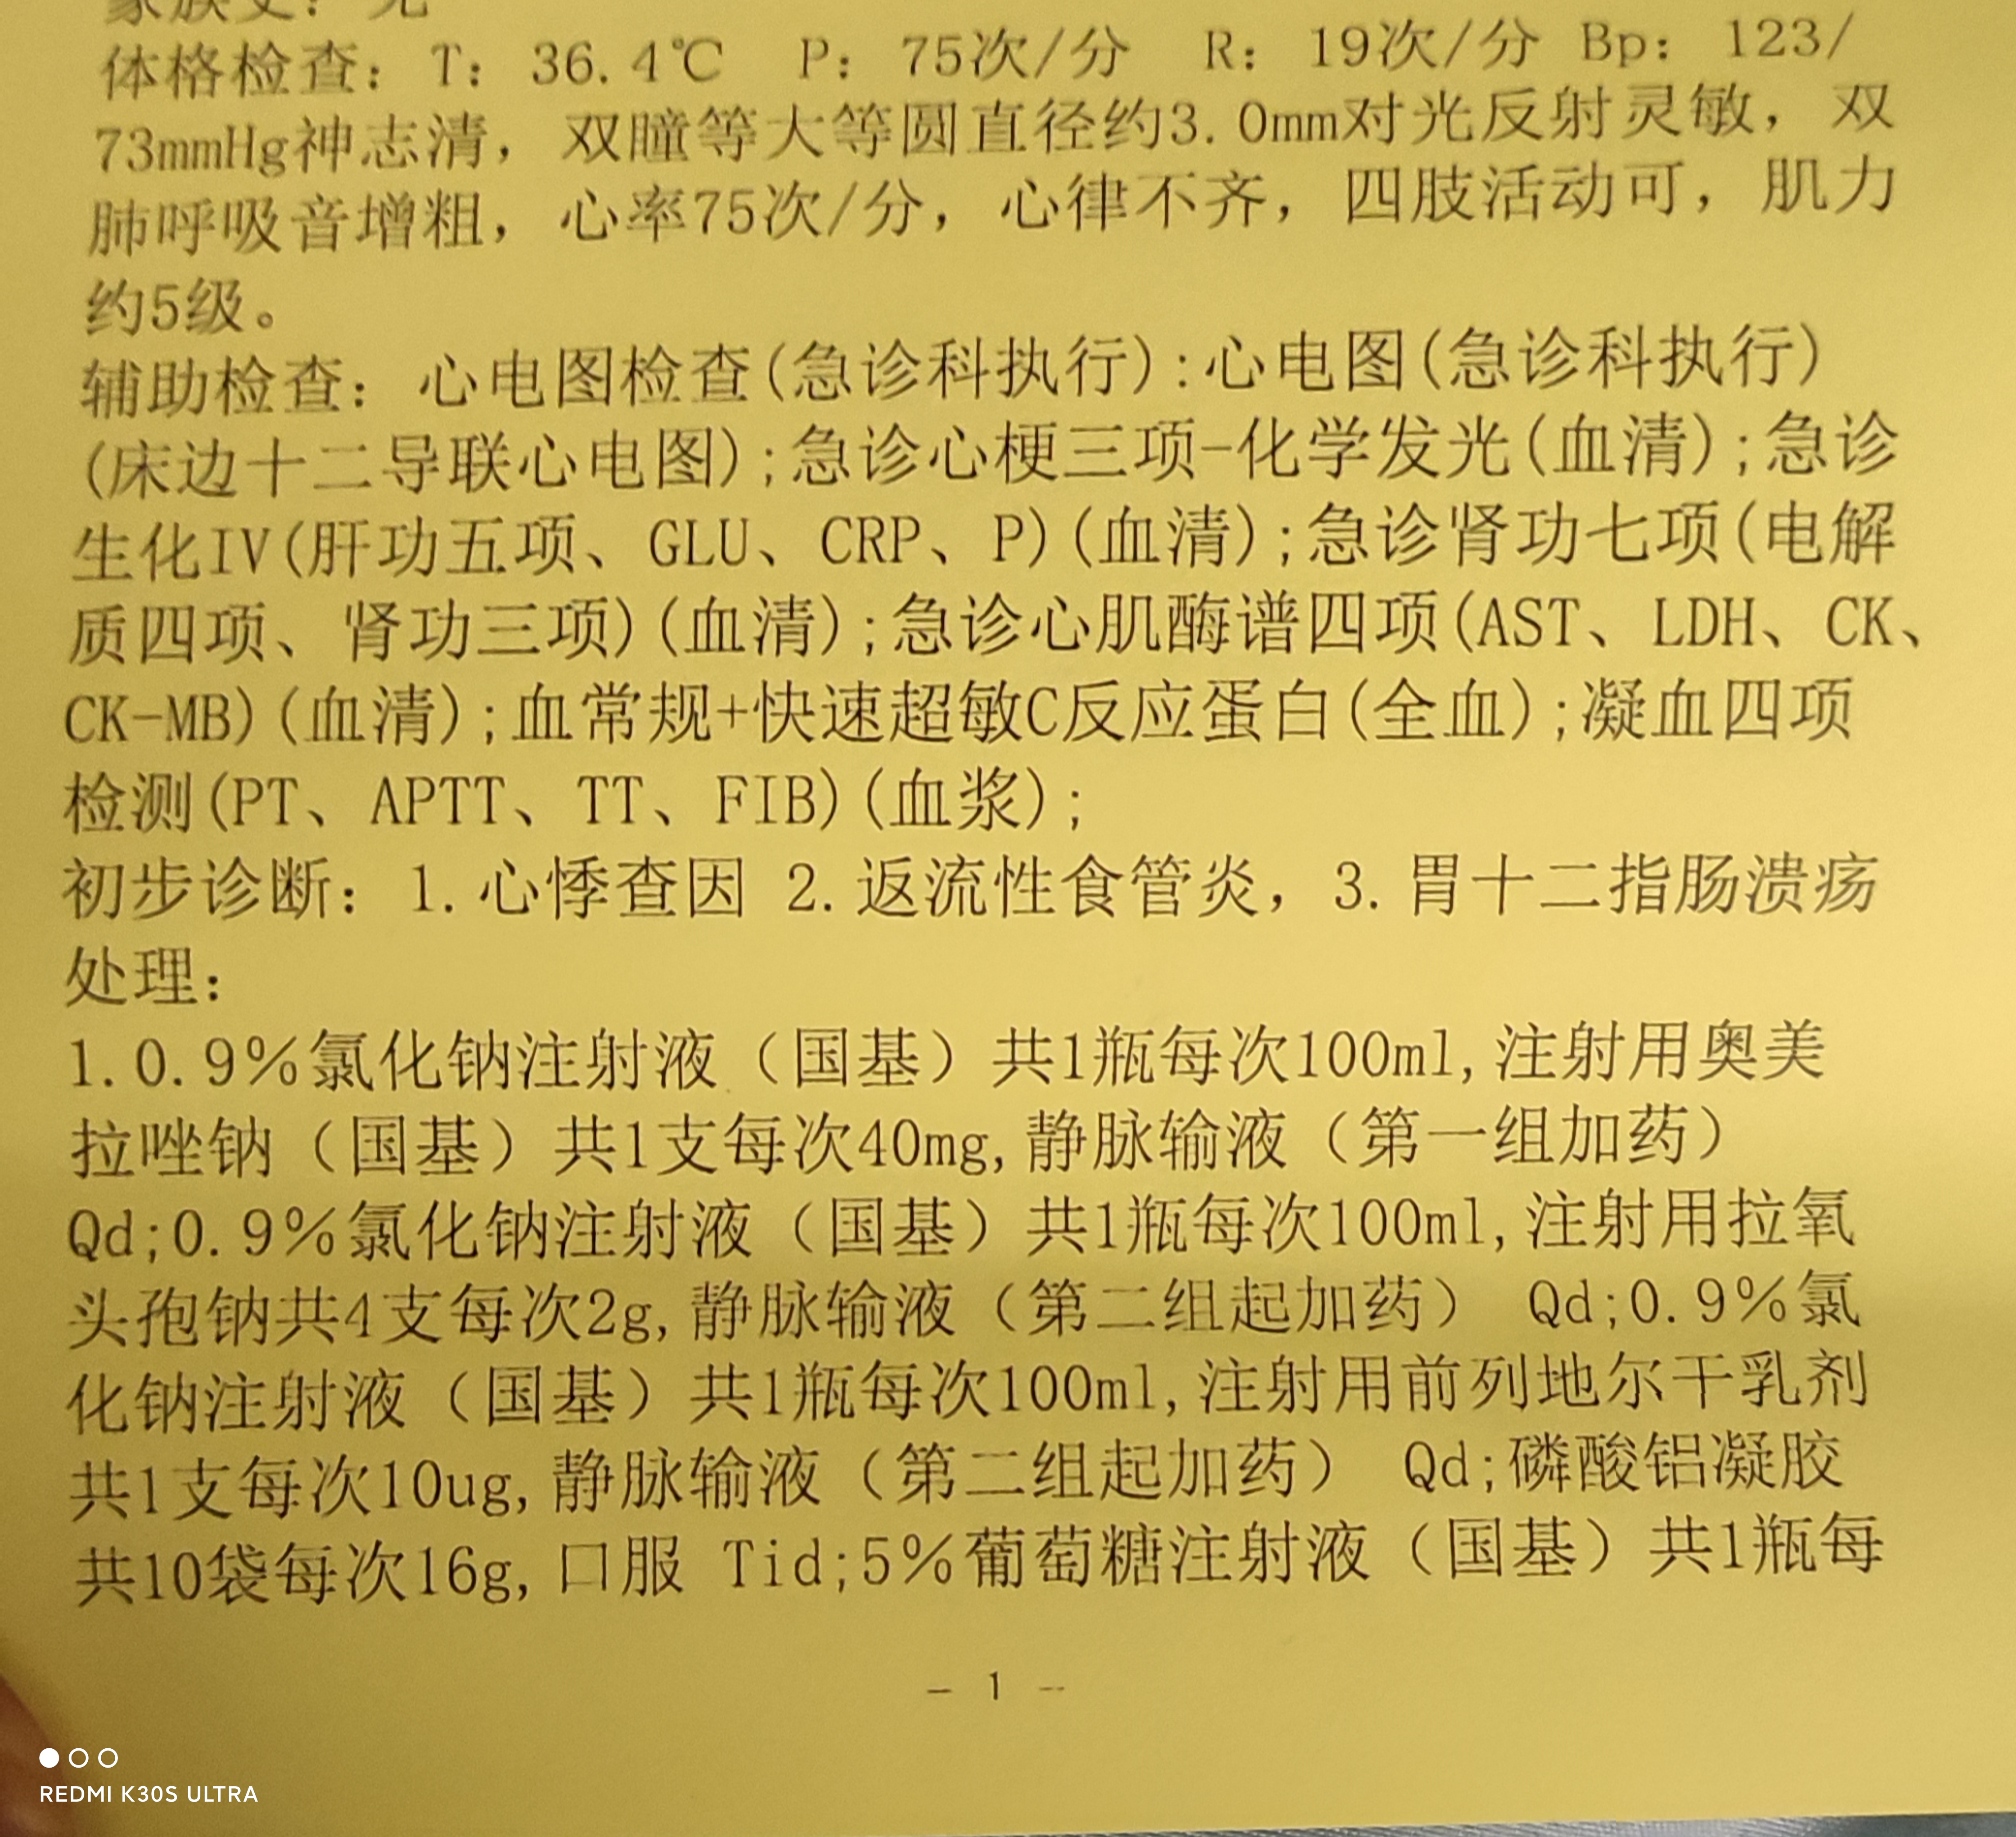 家族史：无
体格检查：T：36.4℃ P：75次/分 R：19次/分 Bp：123/
73mmHg神志清，双瞳等大等圆直径约3.0mm对光反射灵敏，双
肺呼吸音增粗，心率75次/分，心律不齐，四肢活动可，肌力
约5级。
辅助检查：心电图检查(急诊科执行):心电图(急诊科执行)
(床边十二导联心电图);急诊心梗三项-化学发光(血清);急诊
生化IV(肝功五项、GLU、CRP、P)(血清);急诊肾功七项(电解
质四项、肾功三项)(血清);急诊心肌酶谱四项(AST、LDH、CK、
CK-MB)(血清);血常规+快速超敏C反应蛋白(全血);凝血四项
检测(PT、APTT、TT、FIB)(血浆);
初步诊断：1.心悸查因 2.返流性食管炎，3.胃十二指肠溃疡
处理：
1.0.9%氯化钠注射液（国基）共1瓶每次100ml,注射用奥美
拉唑钠（国基）共1支每次40mg,静脉输液（第一组加药）
Qd;0.9%氯化钠注射液（国基）共1瓶每次100ml,注射用拉氧
头孢钠共4支每次2g,静脉输液（第二组起加药） Qd;0.9%氯
化钠注射液（国基）共1瓶每次100ml,注射用前列地尔干乳剂
共1支每次10ug,静脉输液（第二组起加药） Qd;磷酸铝凝胶
共10袋每次16g,口服 Tid;5%葡萄糖注射液（国基）共1瓶每
- 1 -
REDMI K30S ULTRA